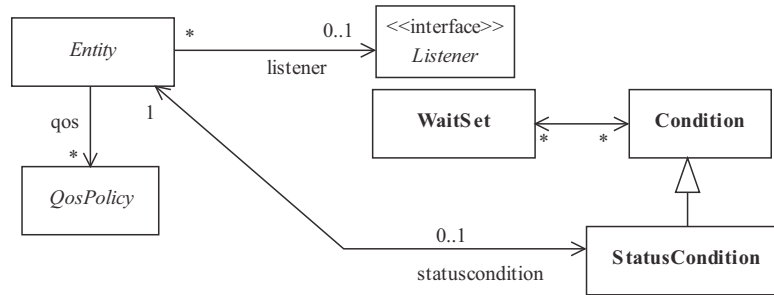 Entity
*
0..1
listener
<<interface>>
Listener
qos
*
1
QosPolicy
WaitSet
*
*
Condition
0..1
statuscondition
StatusCondition